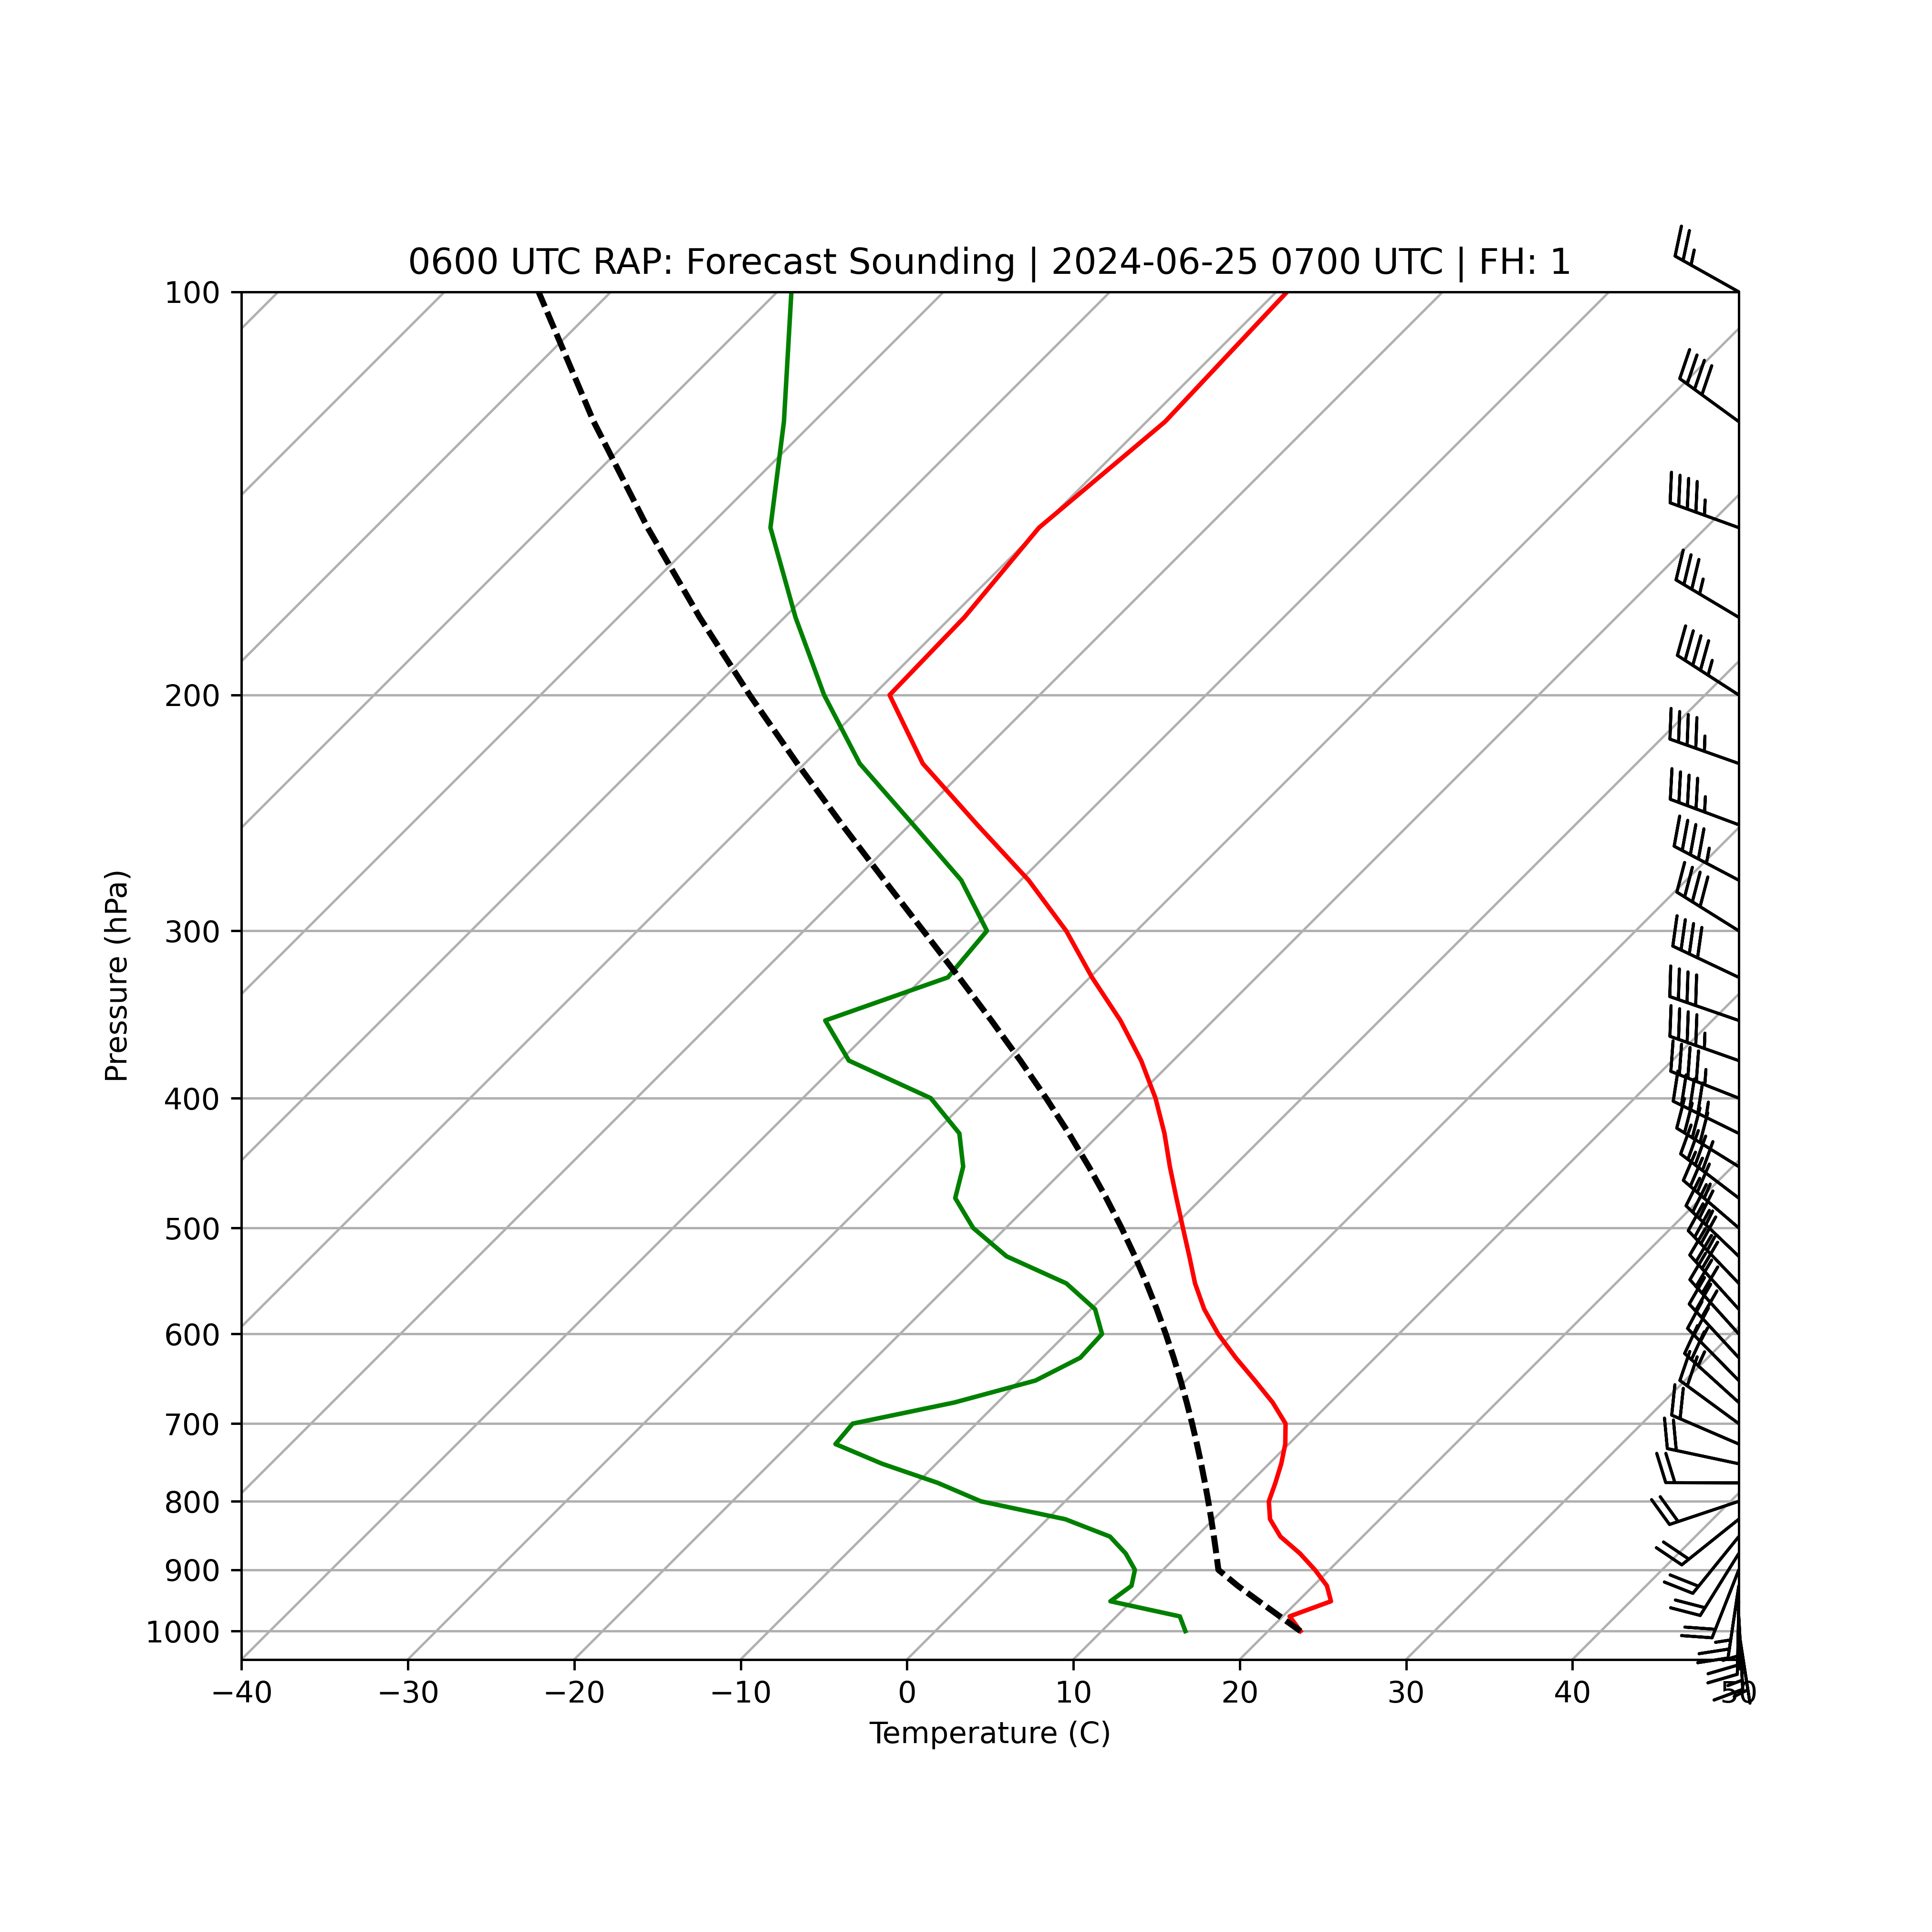 0600 UTC RAP: Forecast Sounding | 2024-06-25 0700 UTC | FH: 1
100
200
300
400
500
600
700
800
900
1000
Pressure (hPa)
−40 −30 −20 −10 0 10 20 30 40 50
Temperature (C)